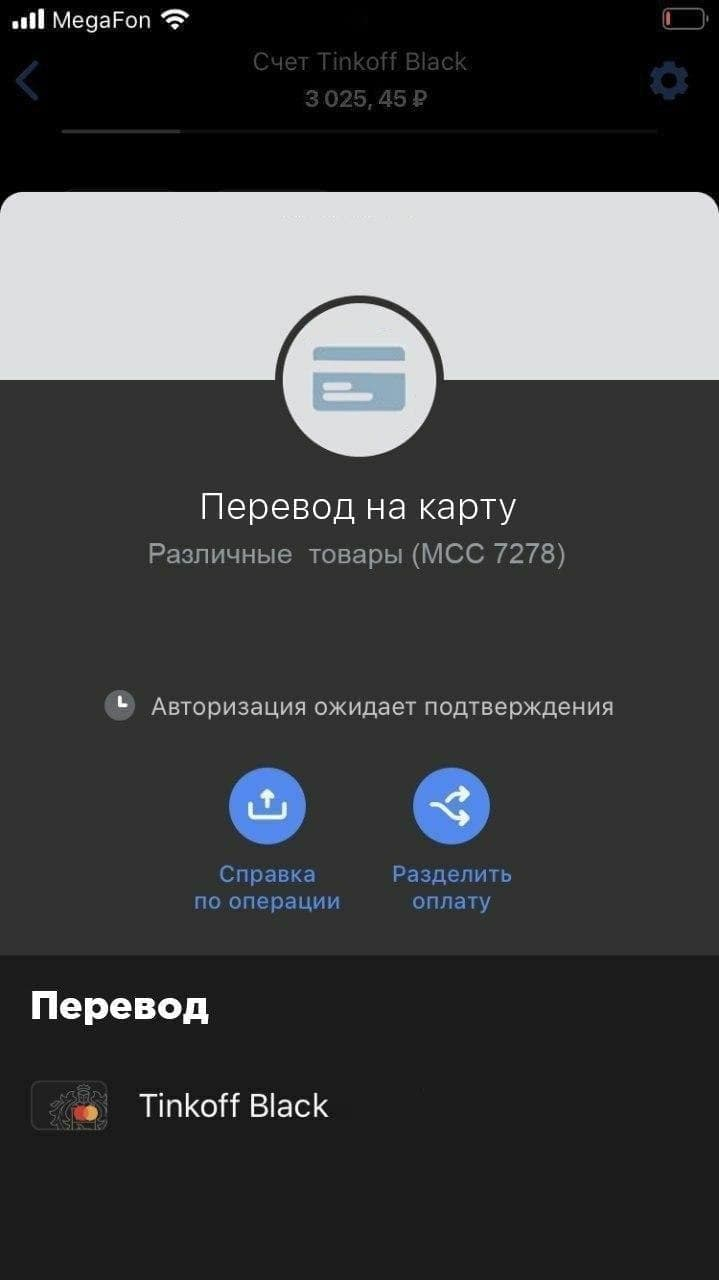 MegaFon
Счет Tinkoff Black
3 025, 45 ₽
Перевод на карту
Различные товары (MCC 7278)
Авторизация ожидает подтверждения
Справка
по операции
Разделить
оплату
Перевод
Tinkoff Black